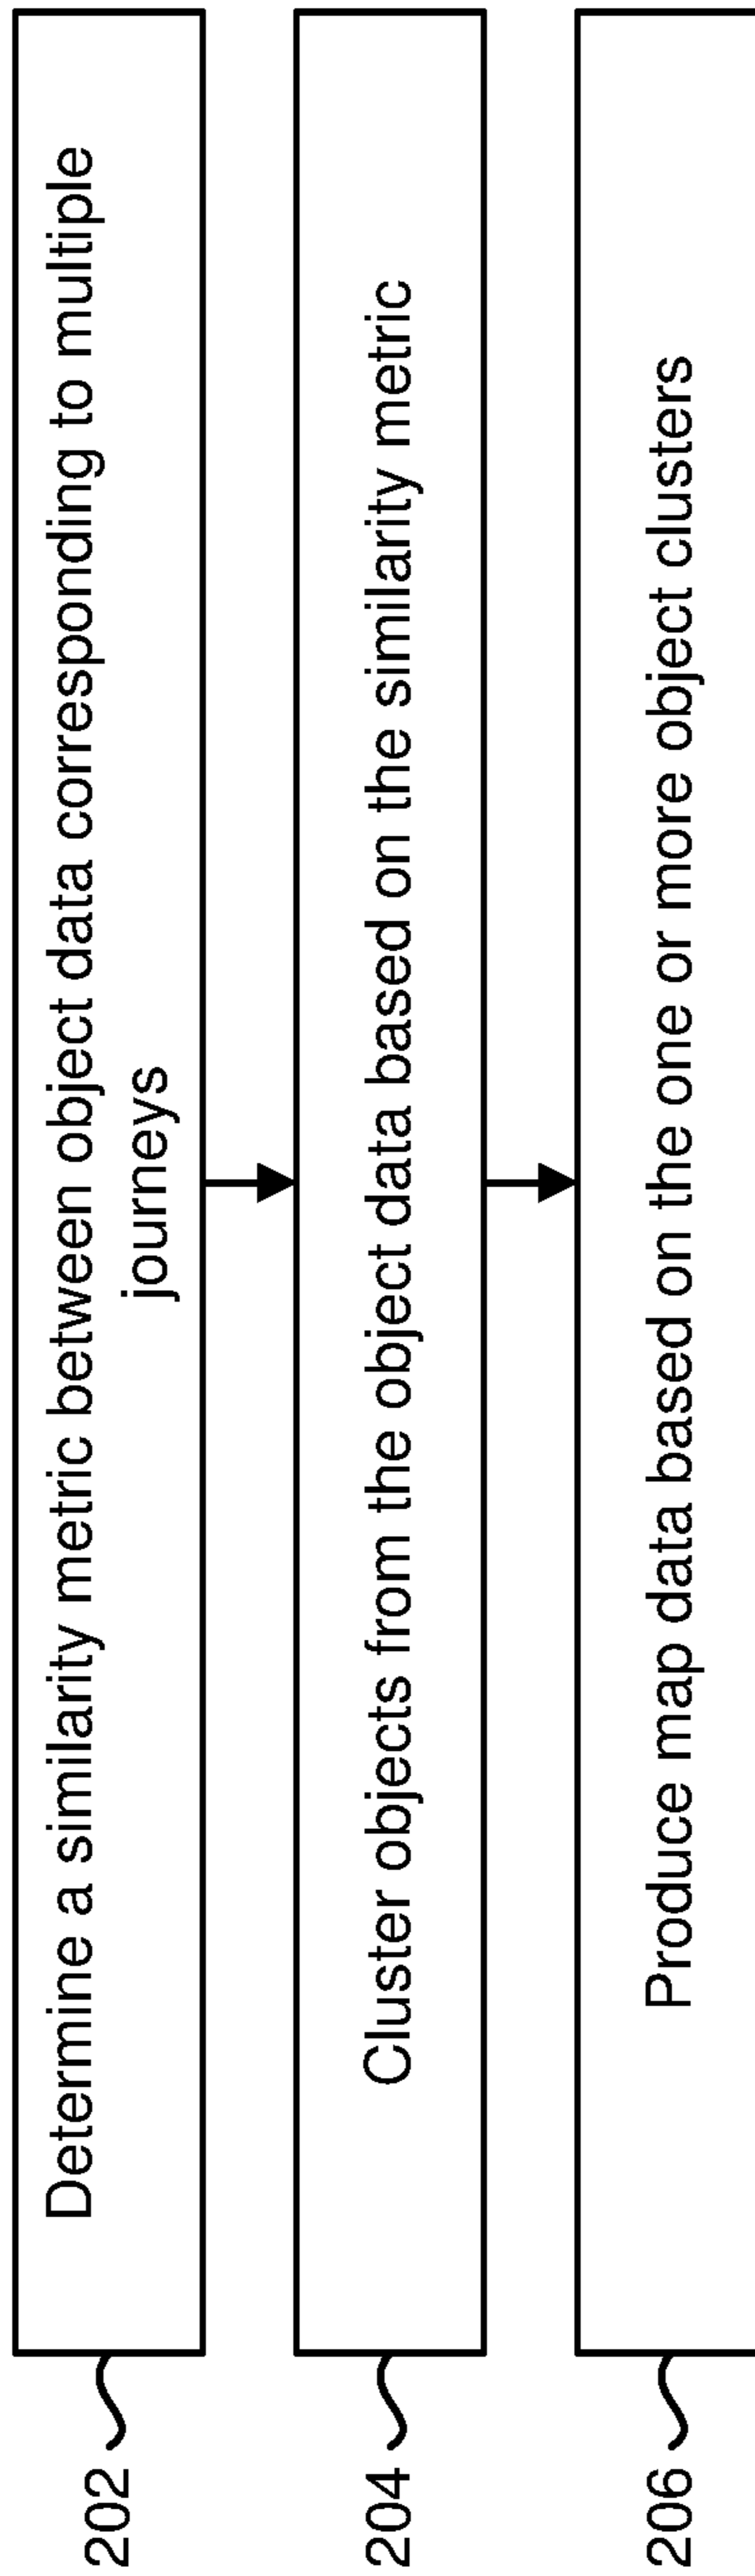 202
Determine a similarity metric between object data corresponding to multiple
journeys
204
Cluster objects from the object data based on the similarity metric
206
Produce map data based on the one or more object clusters